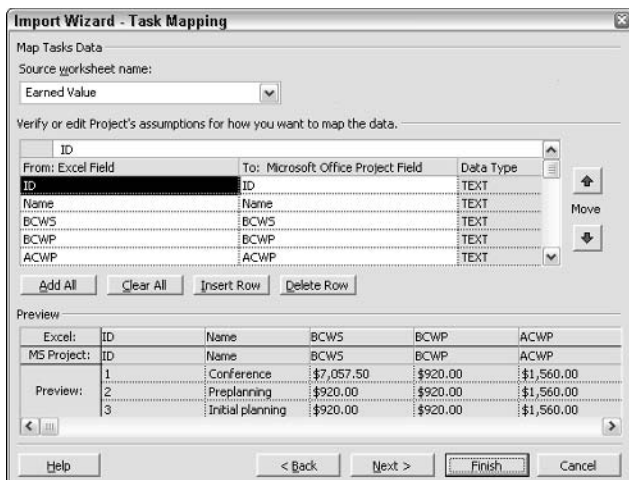 Import Wizard - Task Mapping
Map Tasks Data
Source worksheet name:
Earned Value
Verify or edit Project's assumptions for how you want to map the data.
ID
From: Excel Field To: Microsoft Office Project Field Data Type
ID ID TEXT
Name Name TEXT
BCWS BCWS TEXT
BCWP BCWP TEXT
ACWP ACWP TEXT
Move
Add All Clear All Insert Row Delete Row
Preview
Excel: ID Name BCWS BCWP ACWP
MS Project: ID Name BCWS BCWP ACWP
Preview:
1 Conference $7,057.50 $920.00 $1,560.00
2 Preplanning $920.00 $920.00 $1,560.00
3 Initial planning $920.00 $920.00 $1,560.00
Help < Back Next > Finish Cancel